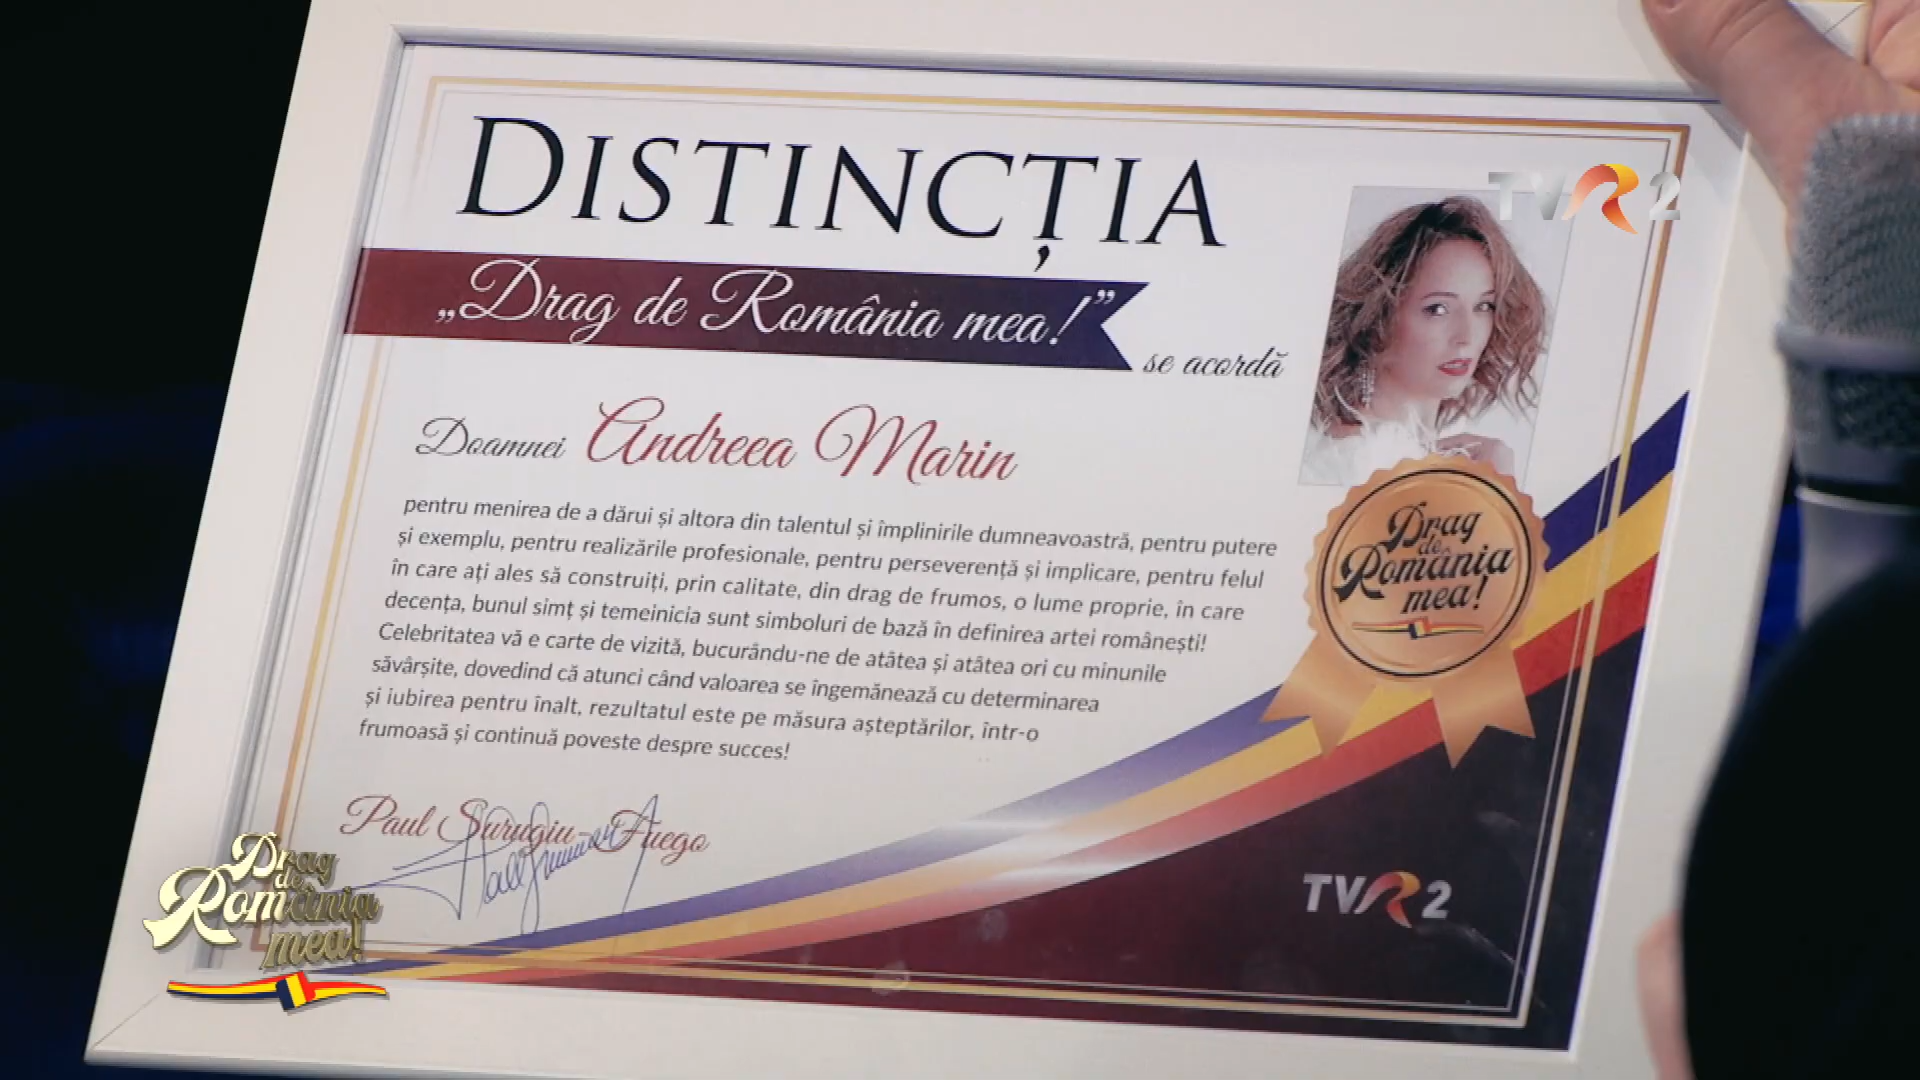 DISTINCȚIA
TVR2
„Drag de România mea!”
se acordă
Doamnei Andreea Marin
pentru menirea de a dărui și altora din talentul și împlinirile dumneavoastră, pentru putere
și exemplu, pentru realizările profesionale, pentru perseverență și implicare, pentru felul
în care ați ales să construiți, prin calitate, din drag de frumos, o lume proprie, în care
decența, bunul simț și temeinicia sunt simboluri de bază în definirea artei românești!
Celebritatea vă e carte de vizită, bucurându-ne de atâtea și atâtea ori cu minunile
săvârșite, dovedind că atunci când valoarea se îngemănează cu determinarea
și iubirea pentru înalt, rezultatul este pe măsura așteptărilor, într-o
frumoasă și continuă poveste despre succes!
Drag
de
România
mea!
Paul Surugiu-Fuego
TVR2
Drag
de
România
mea!